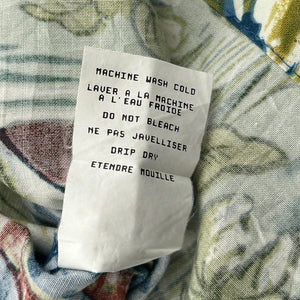 MACHINE WASH COLD
LAVER A LA MACHINE
A L'EAU FROIDE
DO NOT BLEACH
NE PAS JAVELLISER
DRIP DRY
ETENDRE MOUILLE